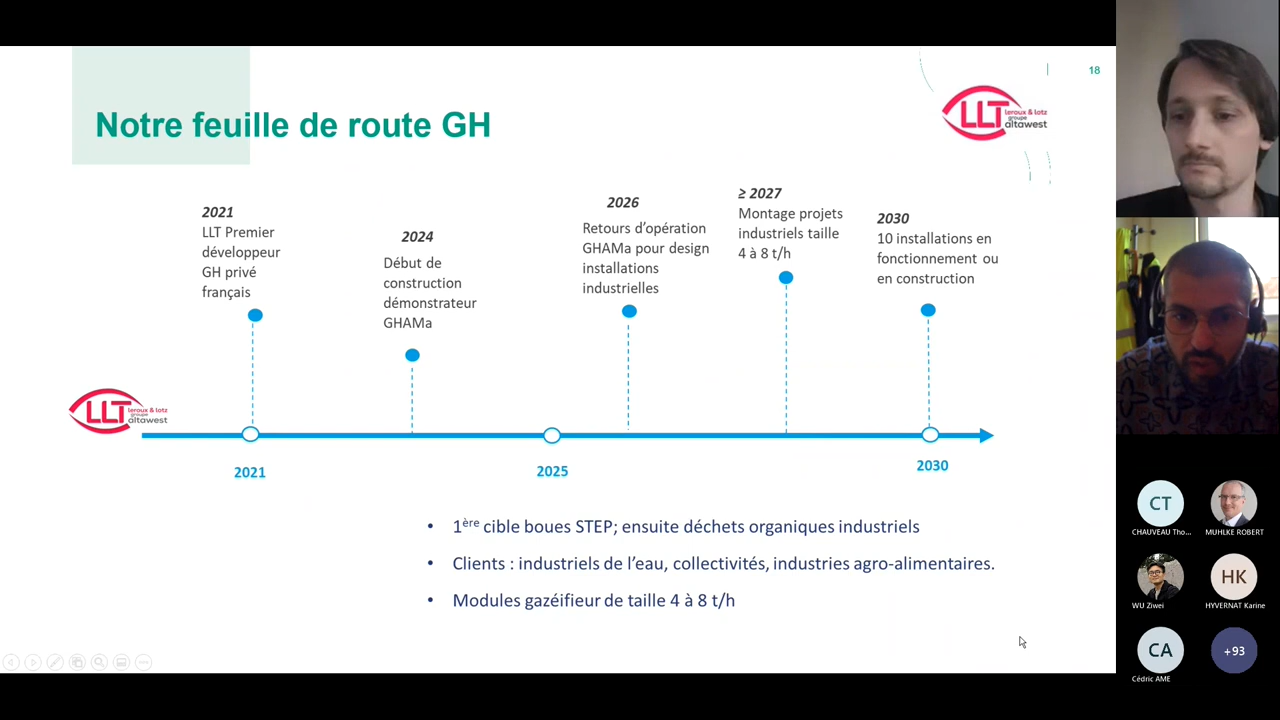 18
Notre feuille de route GH
LLT
leroux & lotz
groupe
altawest
2021
LLT Premier
développeur
GH privé
français
2024
Début de
construction
démonstrateur
GHAMa
2026
Retours d’opération
GHAMa pour design
installations
industrielles
≥ 2027
Montage projets
industriels taille
4 à 8 t/h
2030
10 installations en
fonctionnement ou
en construction
LLT
leroux & lotz
groupe
altawest
2021
2025
2030
• 1ère cible boues STEP; ensuite déchets organiques industriels
• Clients : industriels de l’eau, collectivités, industries agro-alimentaires.
• Modules gazéifieur de taille 4 à 8 t/h
CT
CHAUVEAU Tho...
MUHLKE ROBERT
WU Ziwei
HK
HYVERNAT Karine
CA
Cédric AME
+93